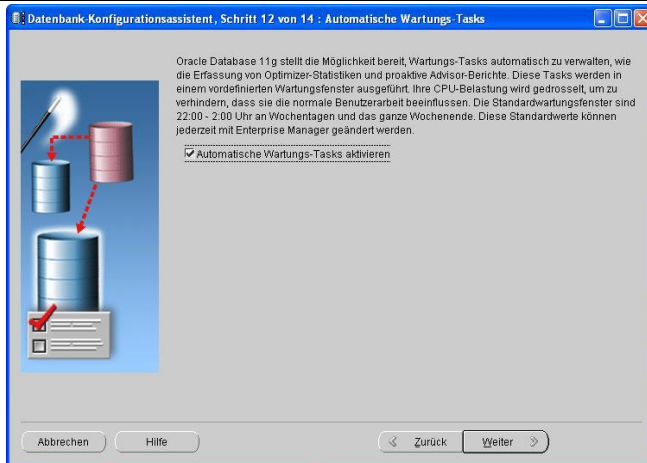 Datenbank-Konfigurationsassistent, Schritt 12 von 14 : Automatische Wartungs-Tasks
Oracle Database 11g stellt die Möglichkeit bereit, Wartungs-Tasks automatisch zu verwalten, wie
die Erfassung von Optimizer-Statistiken und proaktive Advisor-Berichte. Diese Tasks werden in
einem vordefinierten Wartungsfenster ausgeführt. Ihre CPU-Belastung wird gedrosselt, um zu
verhindern, dass sie die normale Benutzerarbeit beeinflussen. Die Standardwartungsfenster sind
22:00 - 2:00 Uhr an Wochentagen und das ganze Wochenende. Diese Standardwerte können
jederzeit mit Enterprise Manager geändert werden.
Automatische Wartungs-Tasks aktivieren
Abbrechen
Hilfe
Zurück
Weiter